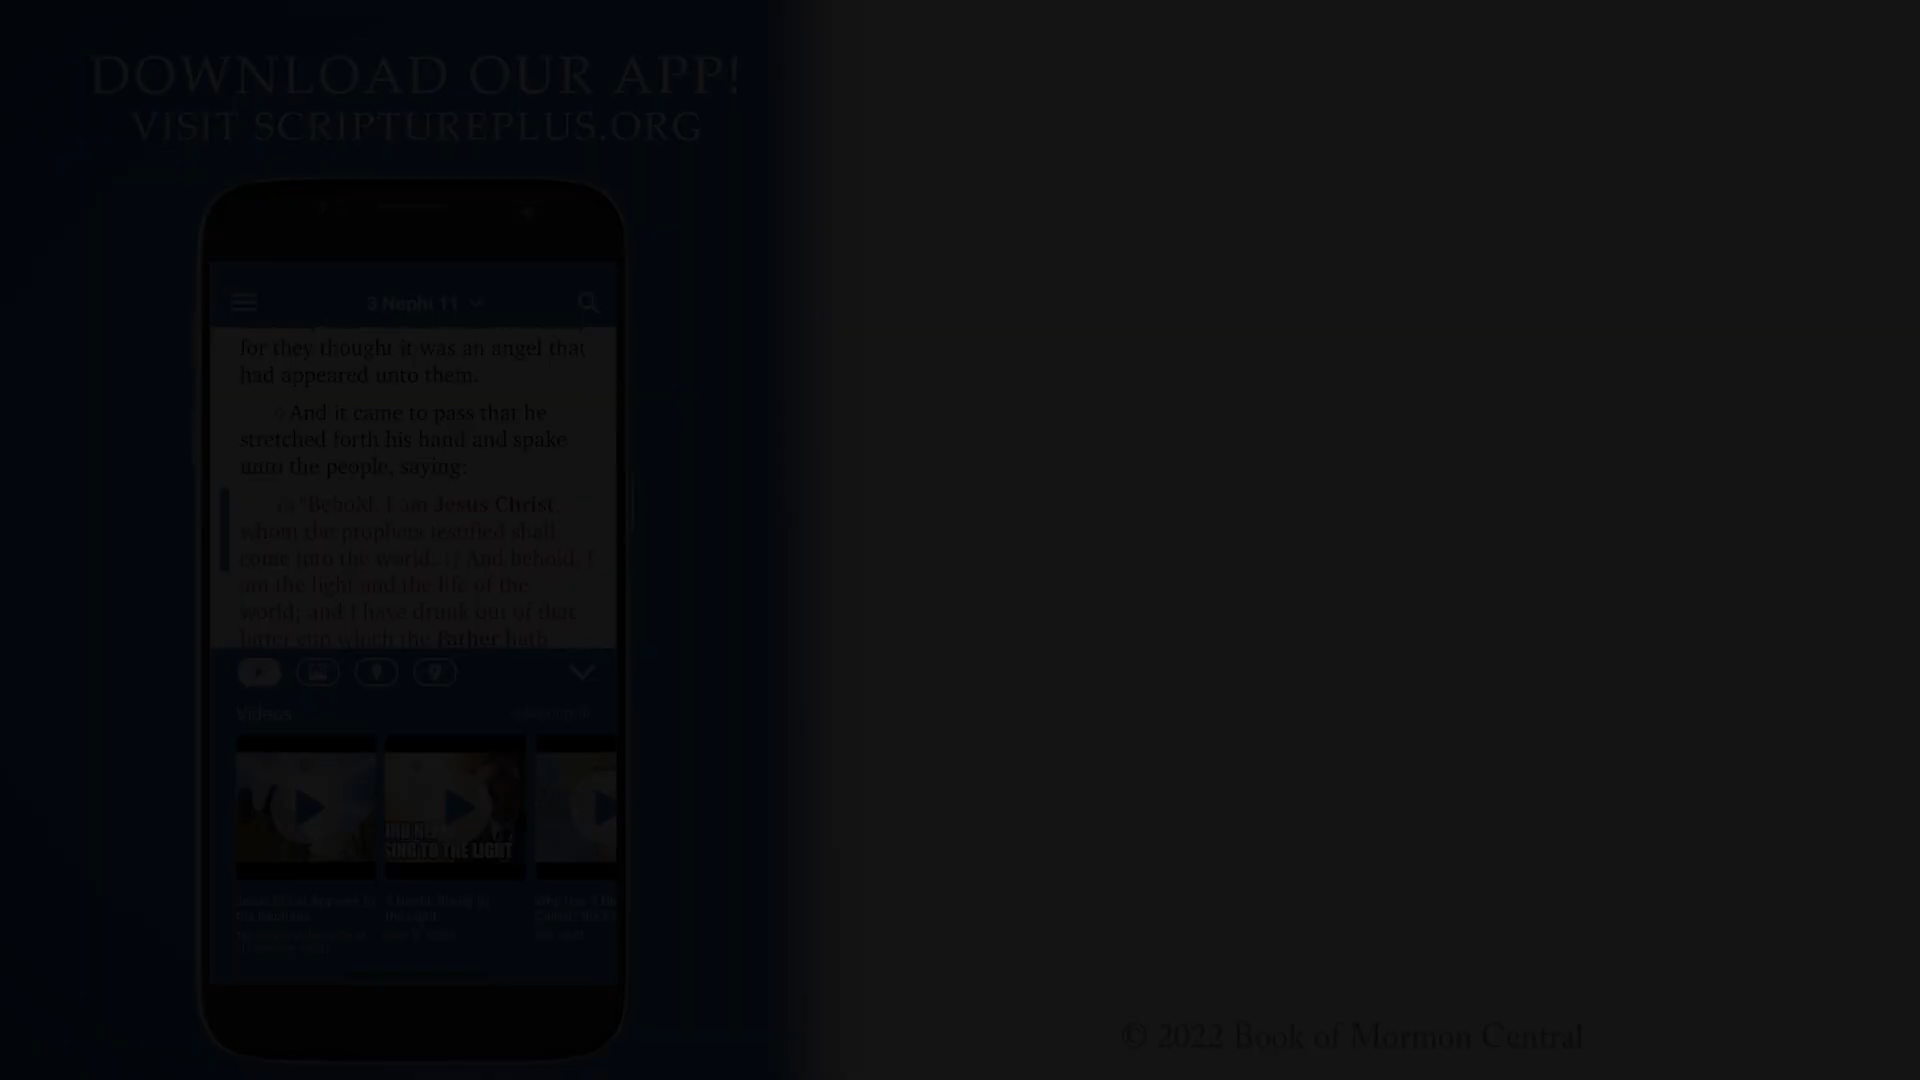 DOWNLOAD OUR APP!
VISIT SCRIPTUREPLUS.ORG
3 Nephi 11
for they thought it was an angel that
had appeared unto them.
9 And it came to pass that he
stretched forth his hand and spake
unto the people, saying:
"Behold, I am Jesus Christ,
whom the prophets testified shall
come into the world. 11 And behold, I
am the light and the life of the
world; and I have drunk out of that
bitter cup which the Father hath
Videos
SING TO THE LIGHT
© 2022 Book of Mormon Central